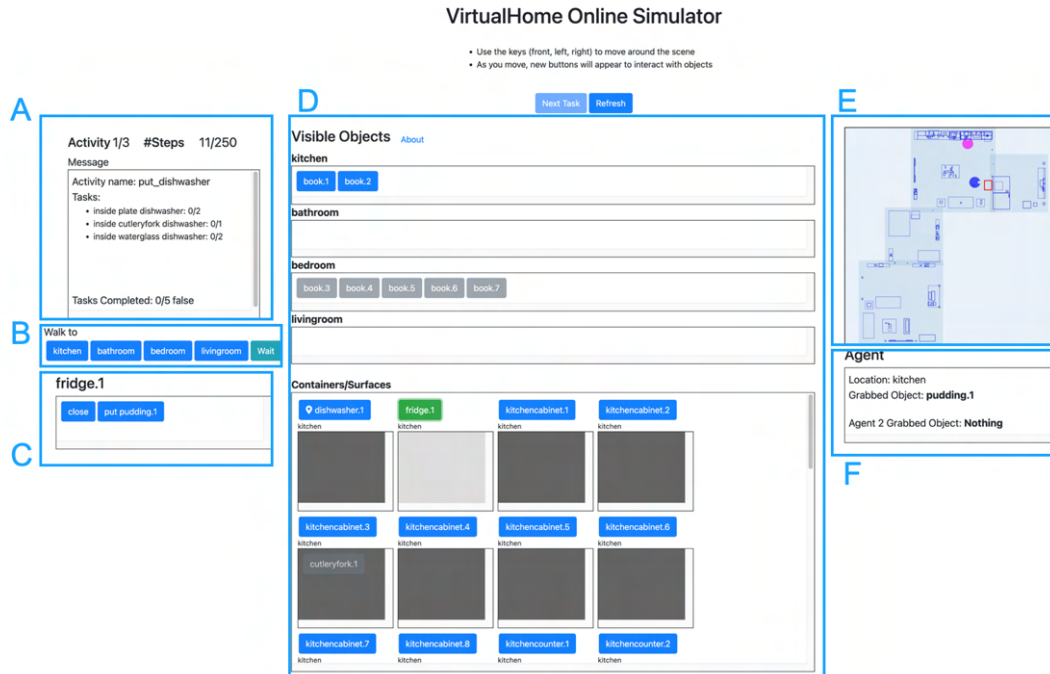 VirtualHome Online Simulator
• Use the keys (front, left, right) to move around the scene
• As you move, new buttons will appear to interact with objects
Next Task Refresh
A
Activity 1/3 #Steps 11/250
Message
Activity name: put_dishwasher
Tasks:
• inside plate dishwasher: 0/2
• inside cutleryfork dishwasher: 0/1
• inside waterglass dishwasher: 0/2
Tasks Completed: 0/5 false
B
Walk to
kitchen bathroom bedroom livingroom Wait
C
fridge.1
close put pudding.1
D
Visible Objects About
kitchen
book.1 book.2
bathroom
bedroom
book.3 book.4 book.5 book.6 book.7
livingroom
Containers/Surfaces
dishwasher.1 fridge.1 kitchencabinet.1 kitchencabinet.2
kitchen kitchen kitchen kitchen
kitchencabinet.3 kitchencabinet.4 kitchencabinet.5 kitchencabinet.6
kitchen kitchen kitchen kitchen
cutleryfork.1
kitchencabinet.7 kitchencabinet.8 kitchencounter.1 kitchencounter.2
kitchen kitchen kitchen kitchen
E
Agent
Location: kitchen
Grabbed Object: pudding.1
Agent 2 Grabbed Object: Nothing
F